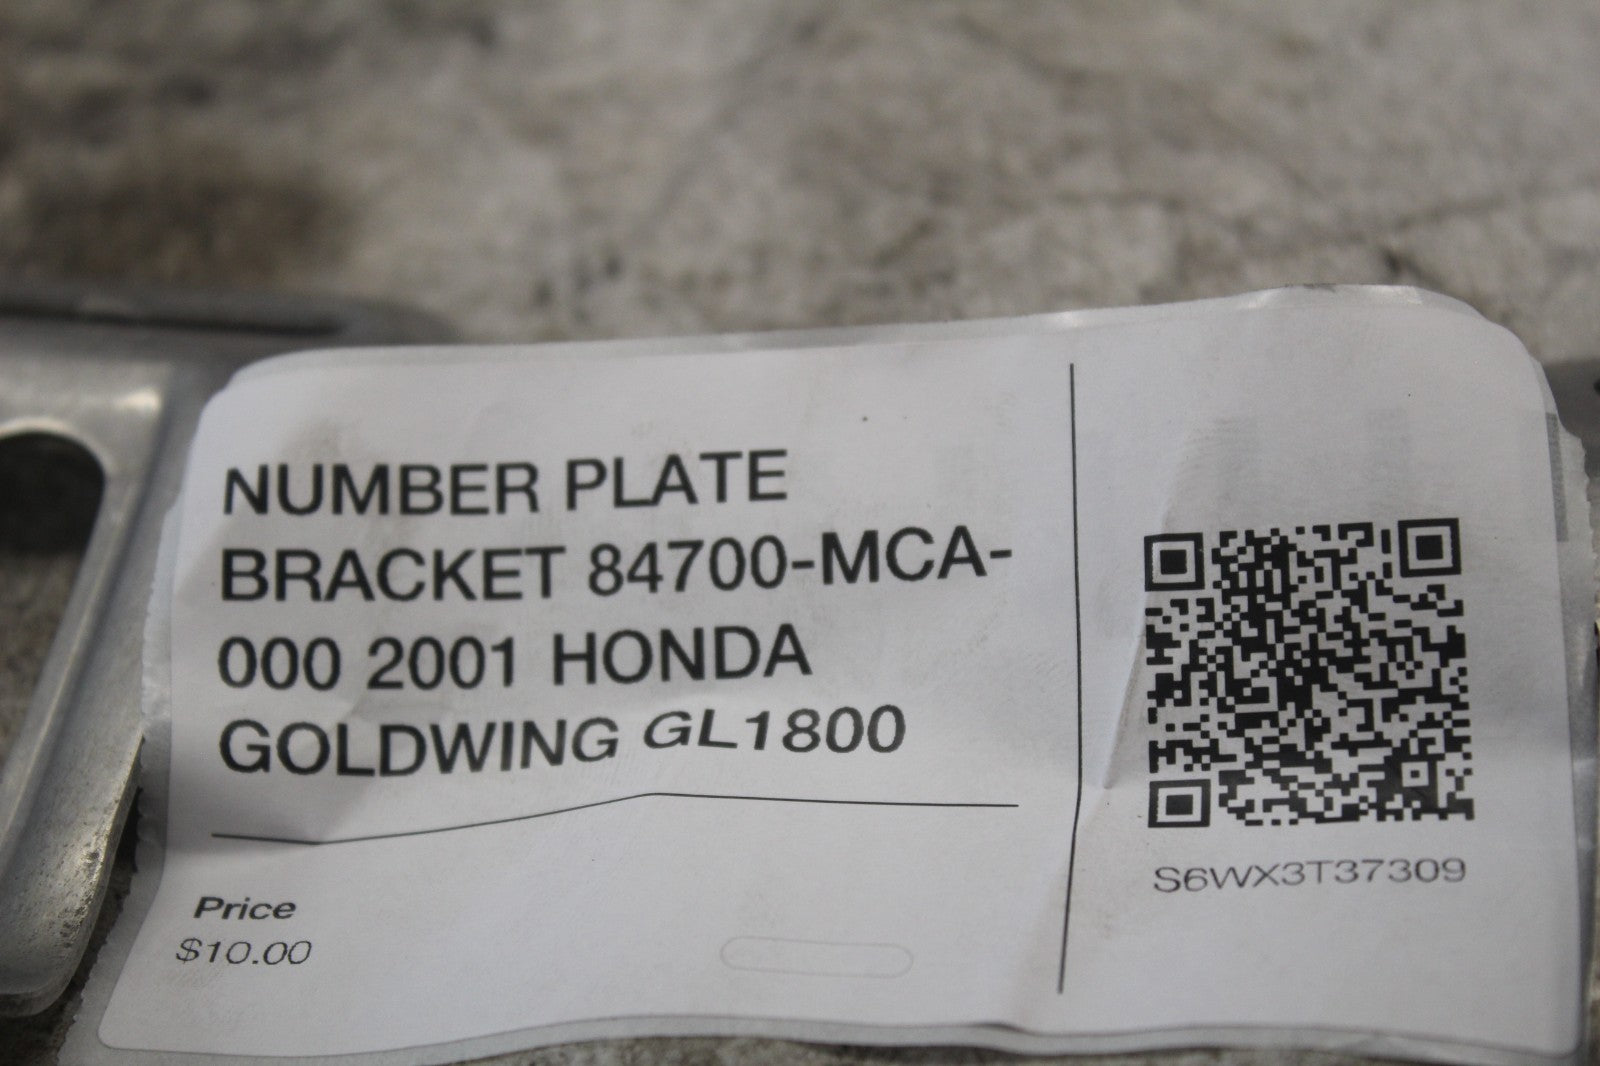 NUMBER PLATE
BRACKET 84700-MCA-
000 2001 HONDA
GOLDWING GL1800
Price
$10.00
S6WX3T37309